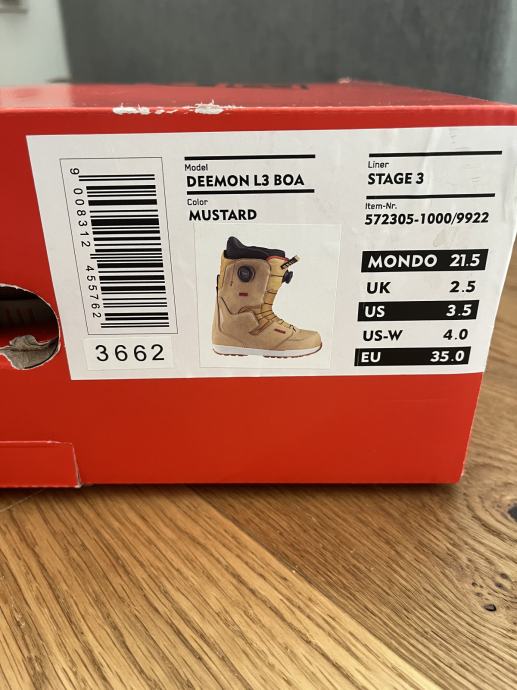 Model
DEEMON L3 BOA
Color
MUSTARD
Liner
STAGE 3
Item-Nr.
572305-1000/9922
MONDO 21.5
UK 2.5
US 3.5
US-W 4.0
EU 35.0
9 008312 455762
3662